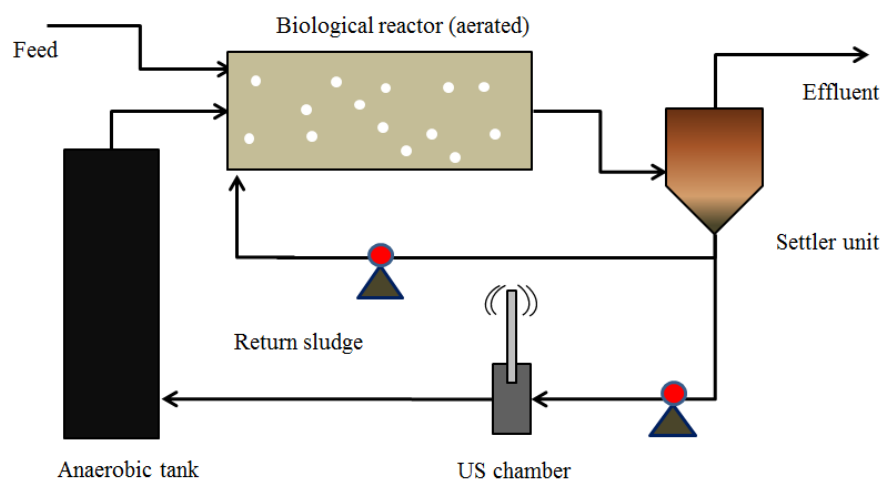 Biological reactor (aerated)
Feed
Effluent
Settler unit
Return sludge
Anaerobic tank
US chamber